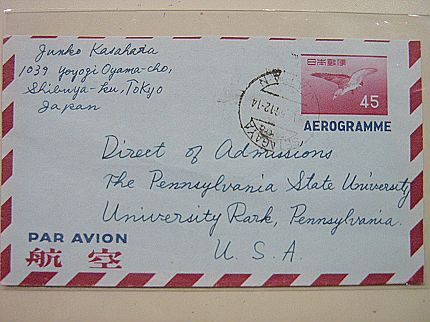 Junko Kasahara
1039 Yoyogi Oyama-cho,
Shibuya-ku, Tokyo
Japan
日本郵便
45
AEROGRAMME
Direct of Admissions
The Pennsylvania State University
University Park, Pennsylvania.
U. S. A.
PAR AVION
航空